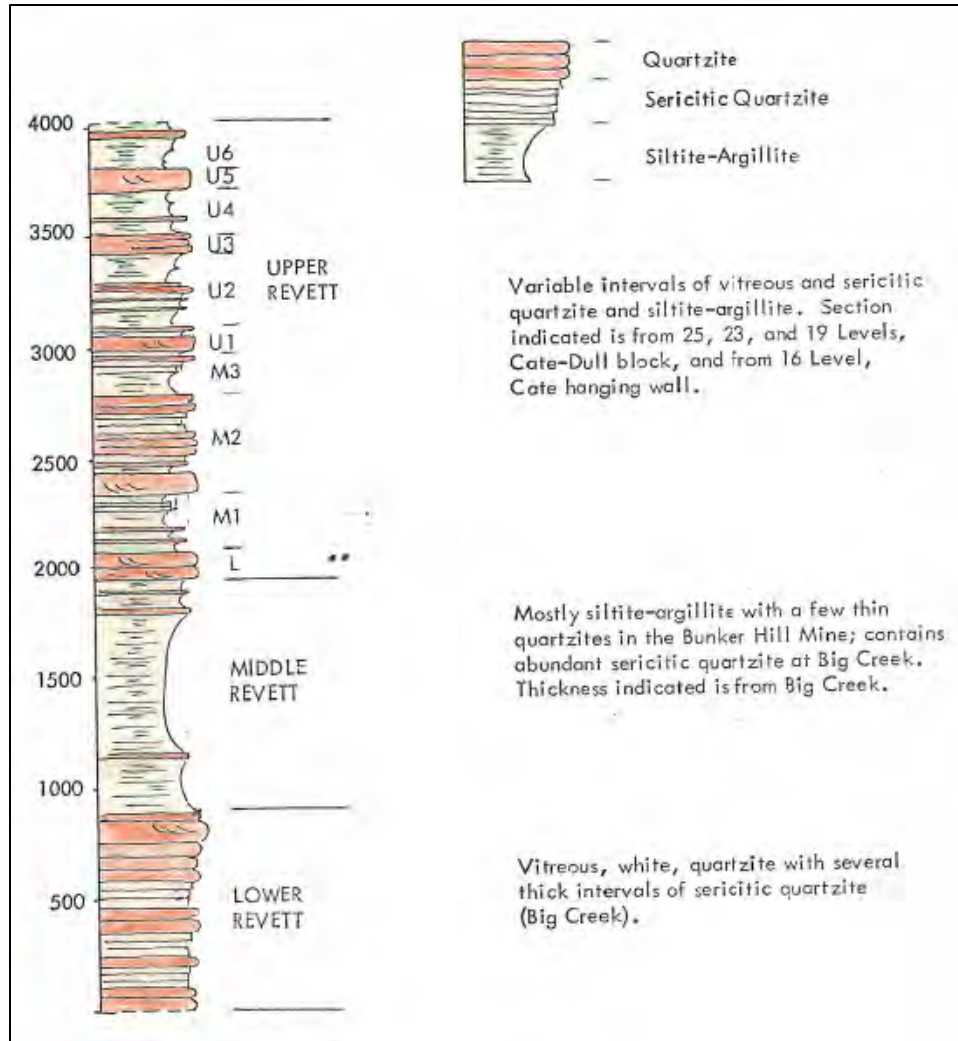 Quartzite
Sericitic Quartzite
Siltite-Argillite
4000
3500
3000
2500
2000
1500
1000
500
U6
U5
U4
U3
U2
U1
M3
M2
M1
L
UPPER
REVETT
MIDDLE
REVETT
LOWER
REVETT
Variable intervals of vitreous and sericitic
quartzite and siltite-argillite. Section
indicated is from 25, 23, and 19 Levels,
Cate-Dull block, and from 16 Level,
Cate hanging wall.
Mostly siltite-argillite with a few thin
quartzites in the Bunker Hill Mine; contains
abundant sericitic quartzite at Big Creek.
Thickness indicated is from Big Creek.
Vitreous, white, quartzite with several
thick intervals of sericitic quartzite
(Big Creek).